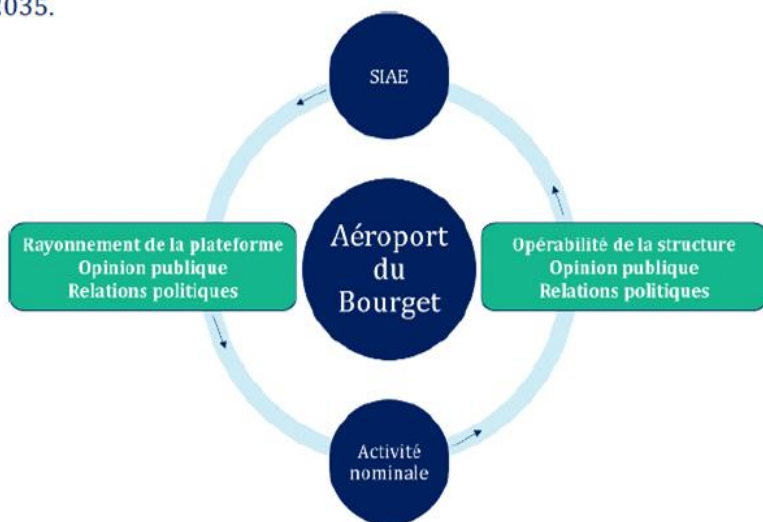 2035.
SIAE
Rayonnement de la plateforme
Opinion publique
Relations politiques
Aéroport
du
Bourget
Opérabilité de la structure
Opinion publique
Relations politiques
Activité
nominale